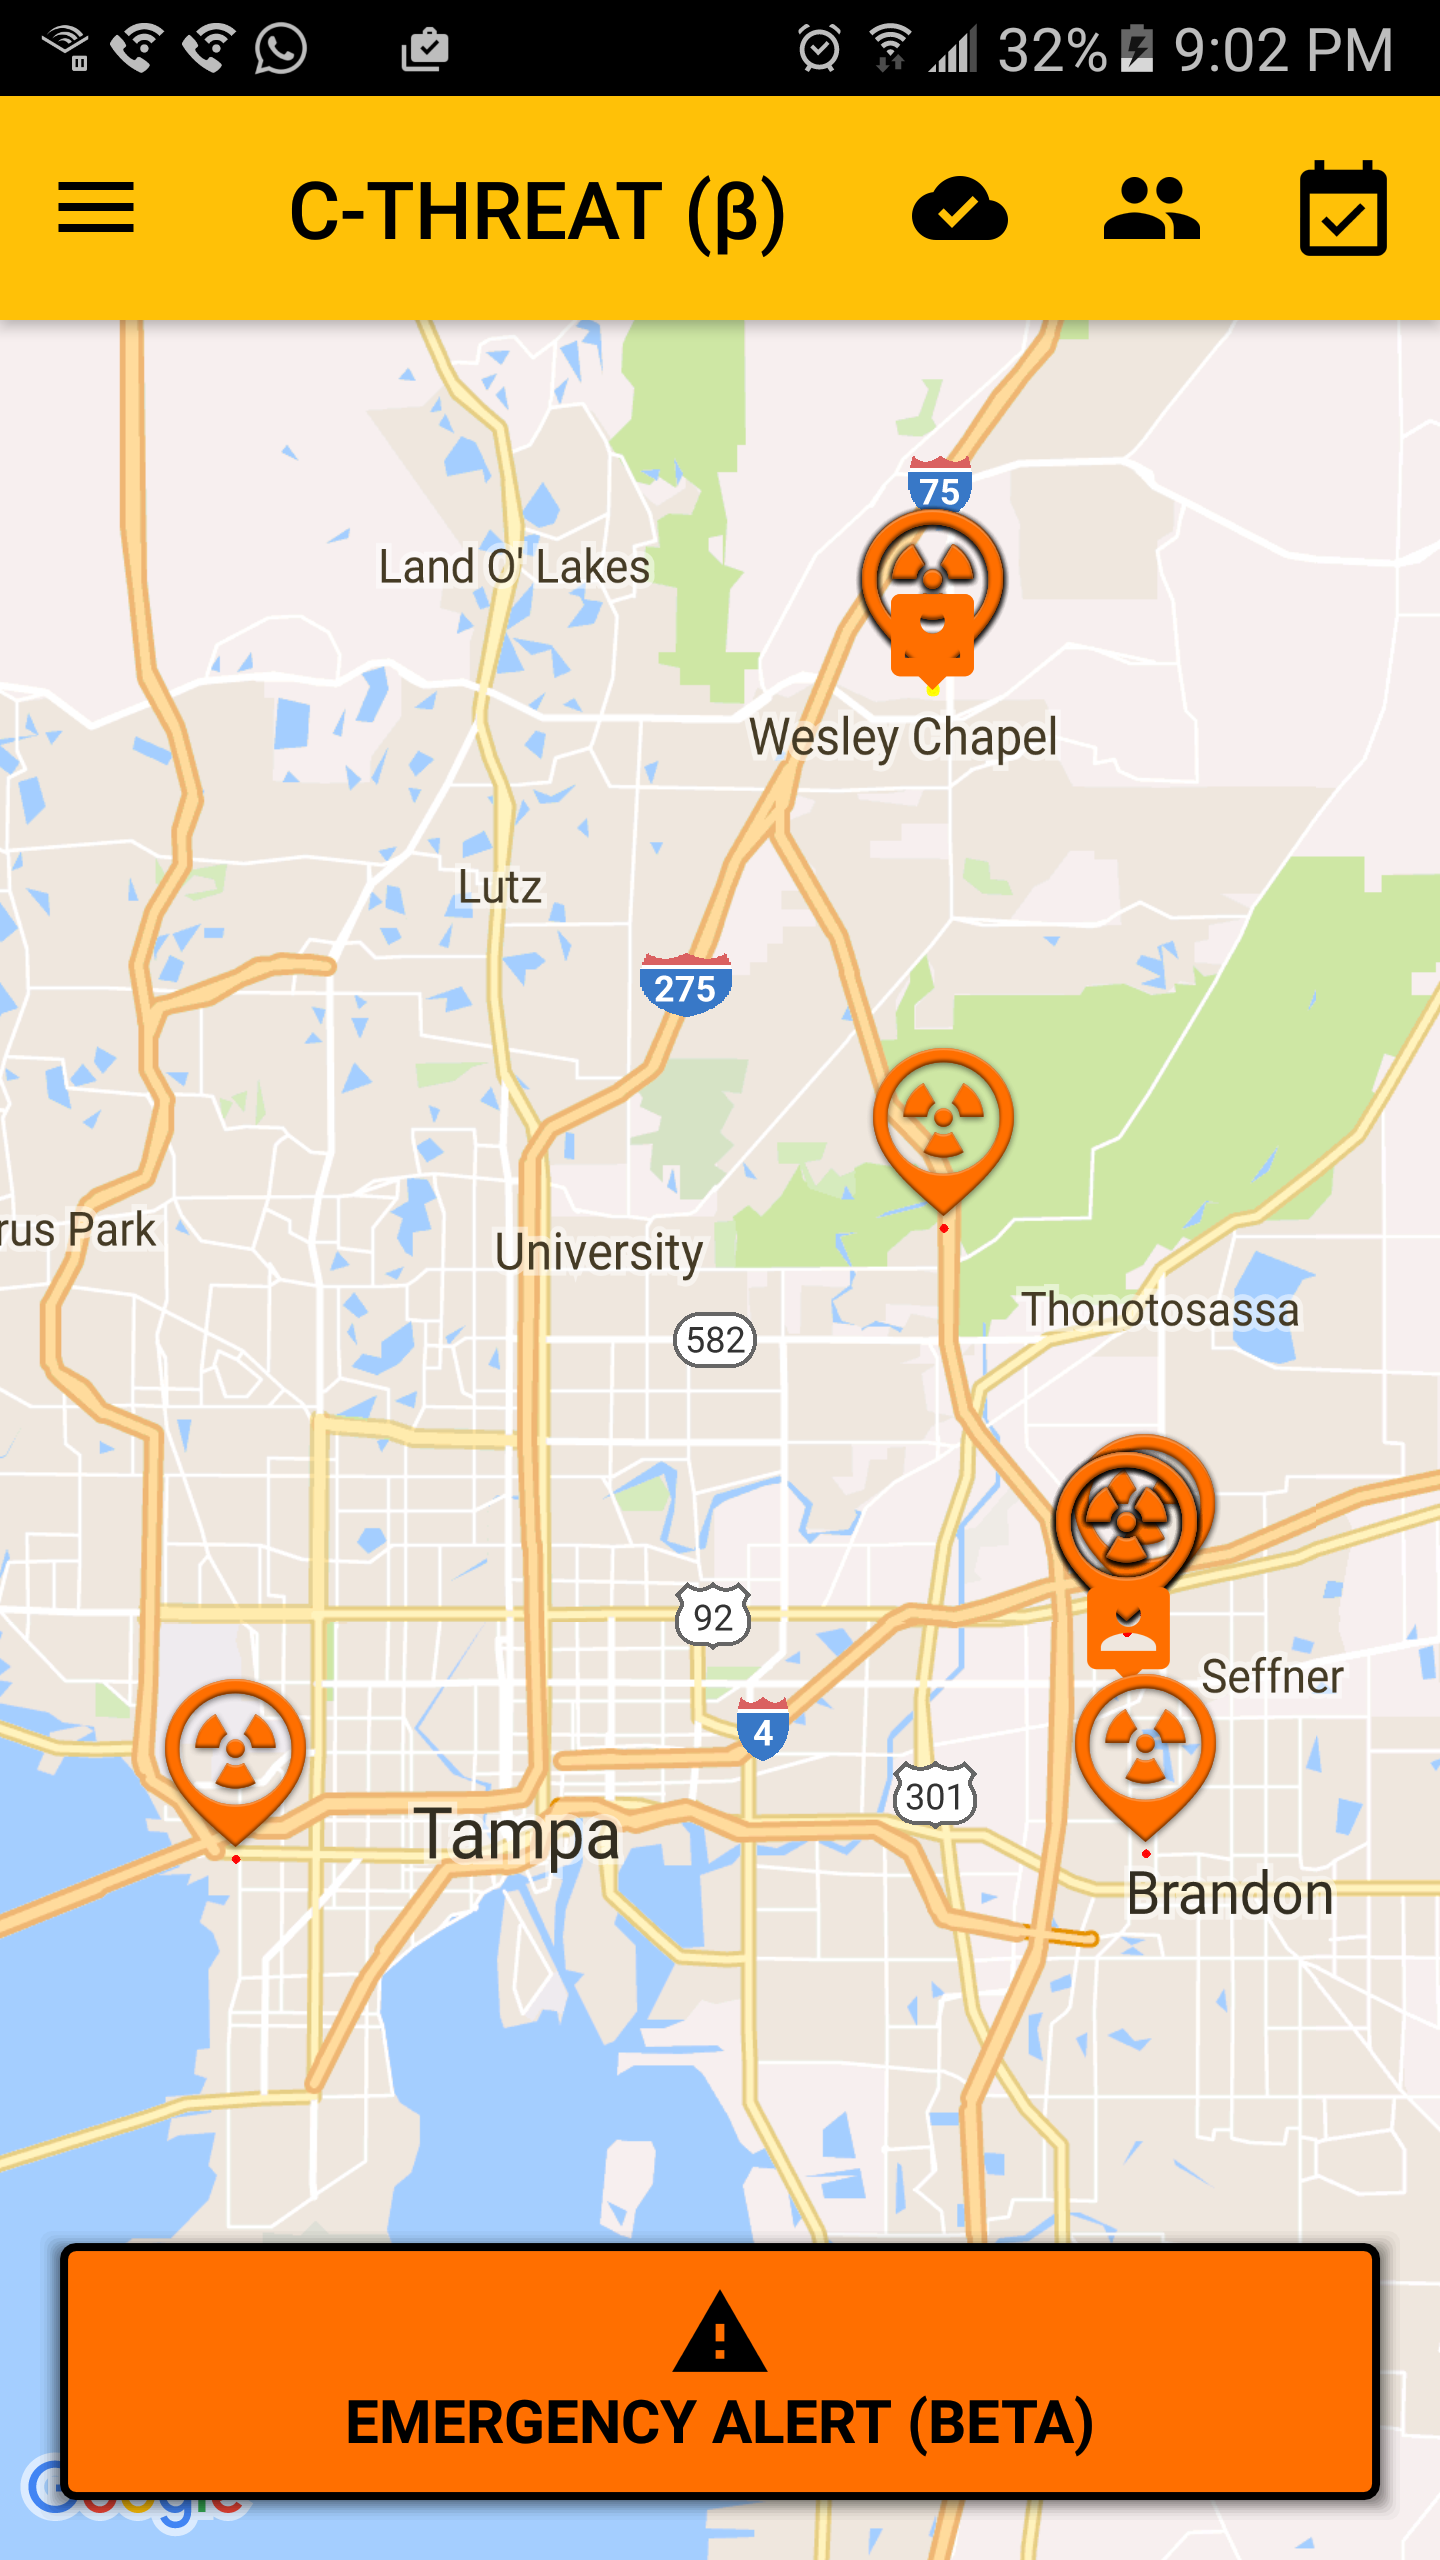 32% 9:02 PM
C-THREAT (β)
75
Land O' Lakes
Wesley Chapel
Lutz
275
rus Park
University
Thonotosassa
582
92
Seffner
4
301
Tampa
Brandon
EMERGENCY ALERT (BETA)
Google